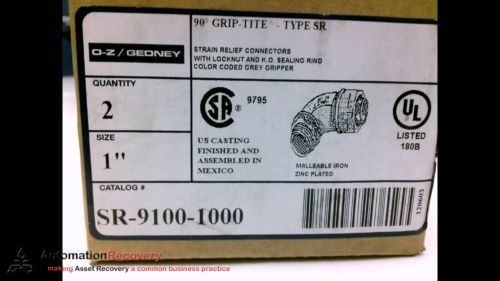 90° GRIP-TITE - TYPE SR
O-Z/GEDNEY
STRAIN RELIEF CONNECTORS
WITH LOCKNUT AND K.O. SEALING RING
COLOR CODED GREY GRIPPER
QUANTITY
2
SIZE
1"
SA
9795
US CASTING
FINISHED AND
ASSEMBLED IN
MEXICO
MALLEABLE IRON
ZINC PLATED
UL
LISTED
180B
120603
CATALOG #
SR-9100-1000
AutomationRecovery
making Asset Recovery a common business practice